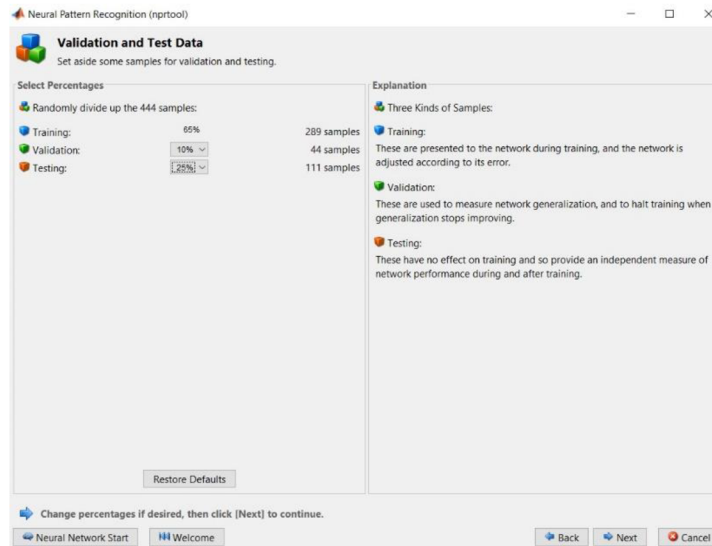 Neural Pattern Recognition (nprtool)
Validation and Test Data
Set aside some samples for validation and testing.
Select Percentages
Randomly divide up the 444 samples:
Training: 65% 289 samples
Validation: 10% 44 samples
Testing: 25% 111 samples
Restore Defaults
Explanation
Three Kinds of Samples:
Training:
These are presented to the network during training, and the network is
adjusted according to its error.
Validation:
These are used to measure network generalization, and to halt training when
generalization stops improving.
Testing:
These have no effect on training and so provide an independent measure of
network performance during and after training.
Change percentages if desired, then click [Next] to continue.
Neural Network Start Welcome Back Next Cancel